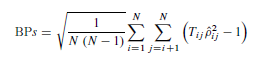 BPs = \sqrt{\frac{1}{N (N - 1)}} \sum_{i=1}^{N} \sum_{j=i+1}^{N} \left( T_{ij} \hat{\rho}_{ij}^{2} - 1 \right)